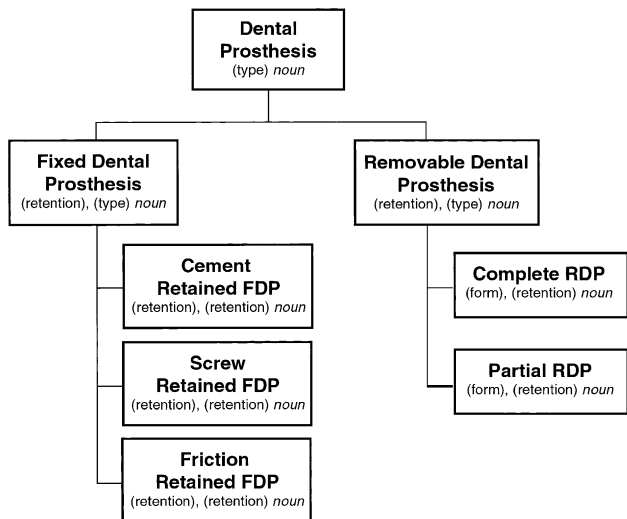 Dental
Prosthesis
(type) noun
Fixed Dental
Prosthesis
(retention), (type) noun
Removable Dental
Prosthesis
(retention), (type) noun
Cement
Retained FDP
(retention), (retention) noun
Screw
Retained FDP
(retention), (retention) noun
Friction
Retained FDP
(retention), (retention) noun
Complete RDP
(form), (retention) noun
Partial RDP
(form), (retention) noun